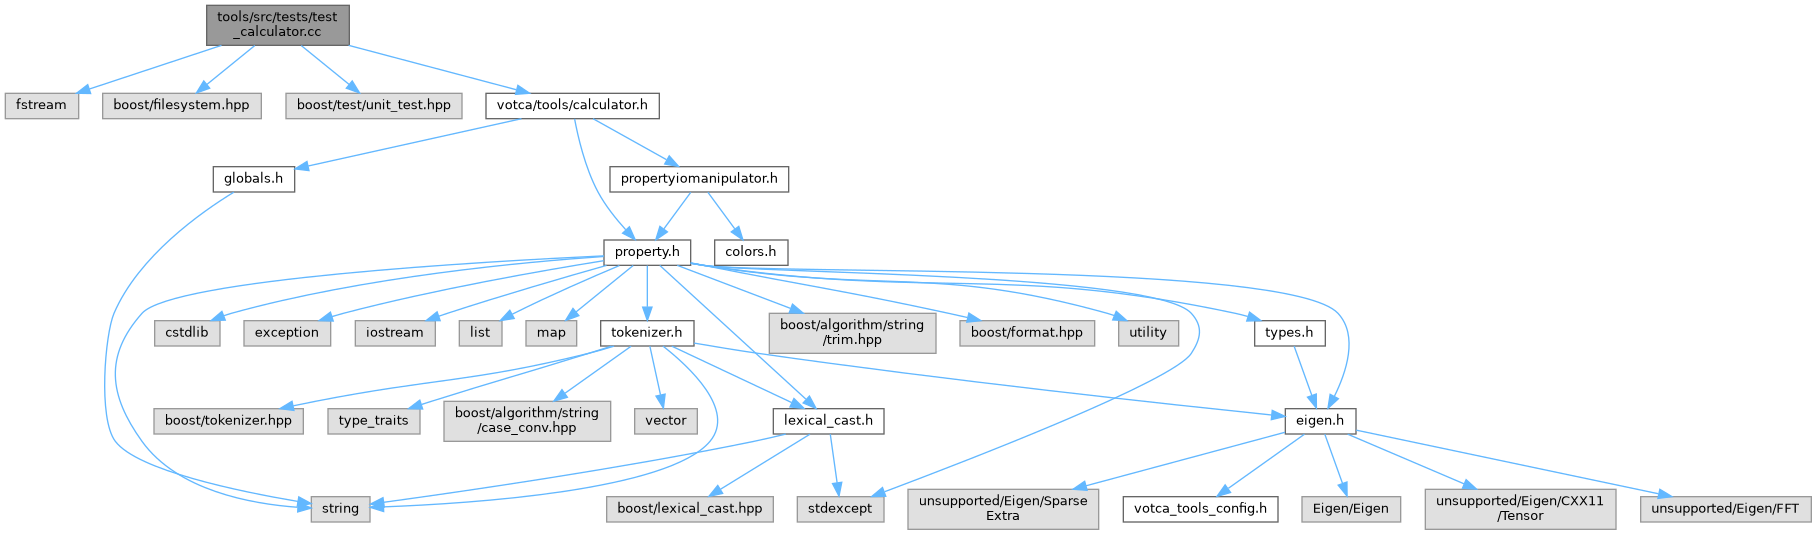 tools/src/tests/test
_calculator.cc
fstream
boost/filesystem.hpp
boost/test/unit_test.hpp
votca/tools/calculator.h
globals.h
propertyiomanipulator.h
property.h
colors.h
cstdlib
exception
iostream
list
map
tokenizer.h
boost/algorithm/string
/trim.hpp
boost/format.hpp
utility
types.h
boost/tokenizer.hpp
type_traits
boost/algorithm/string
/case_conv.hpp
vector
lexical_cast.h
eigen.h
string
boost/lexical_cast.hpp
stdexcept
unsupported/Eigen/Sparse
Extra
votca_tools_config.h
Eigen/Eigen
unsupported/Eigen/CXX11
/Tensor
unsupported/Eigen/FFT